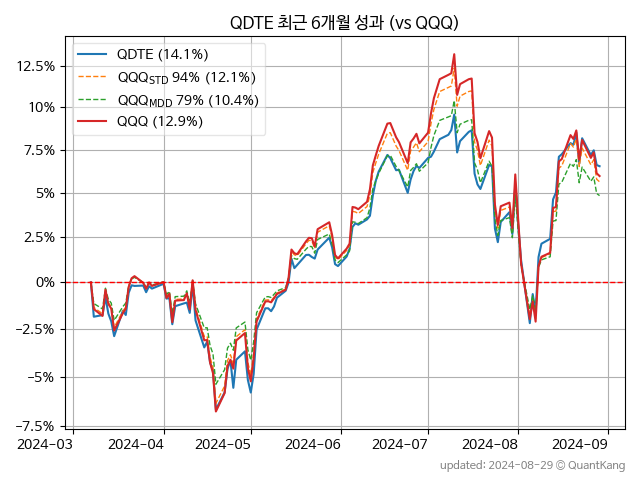 QDTE 최근 6개월 성과 (vs QQQ)
QDTE (14.1%)
QQQSTD 94% (12.1%)
QQQMDD 79% (10.4%)
QQQ (12.9%)
12.5%
10%
7.5%
5%
2.5%
0%
−2.5%
−5%
−7.5%
2024-03 2024-04 2024-05 2024-06 2024-07 2024-08 2024-09
updated: 2024-08-29 © QuantKang